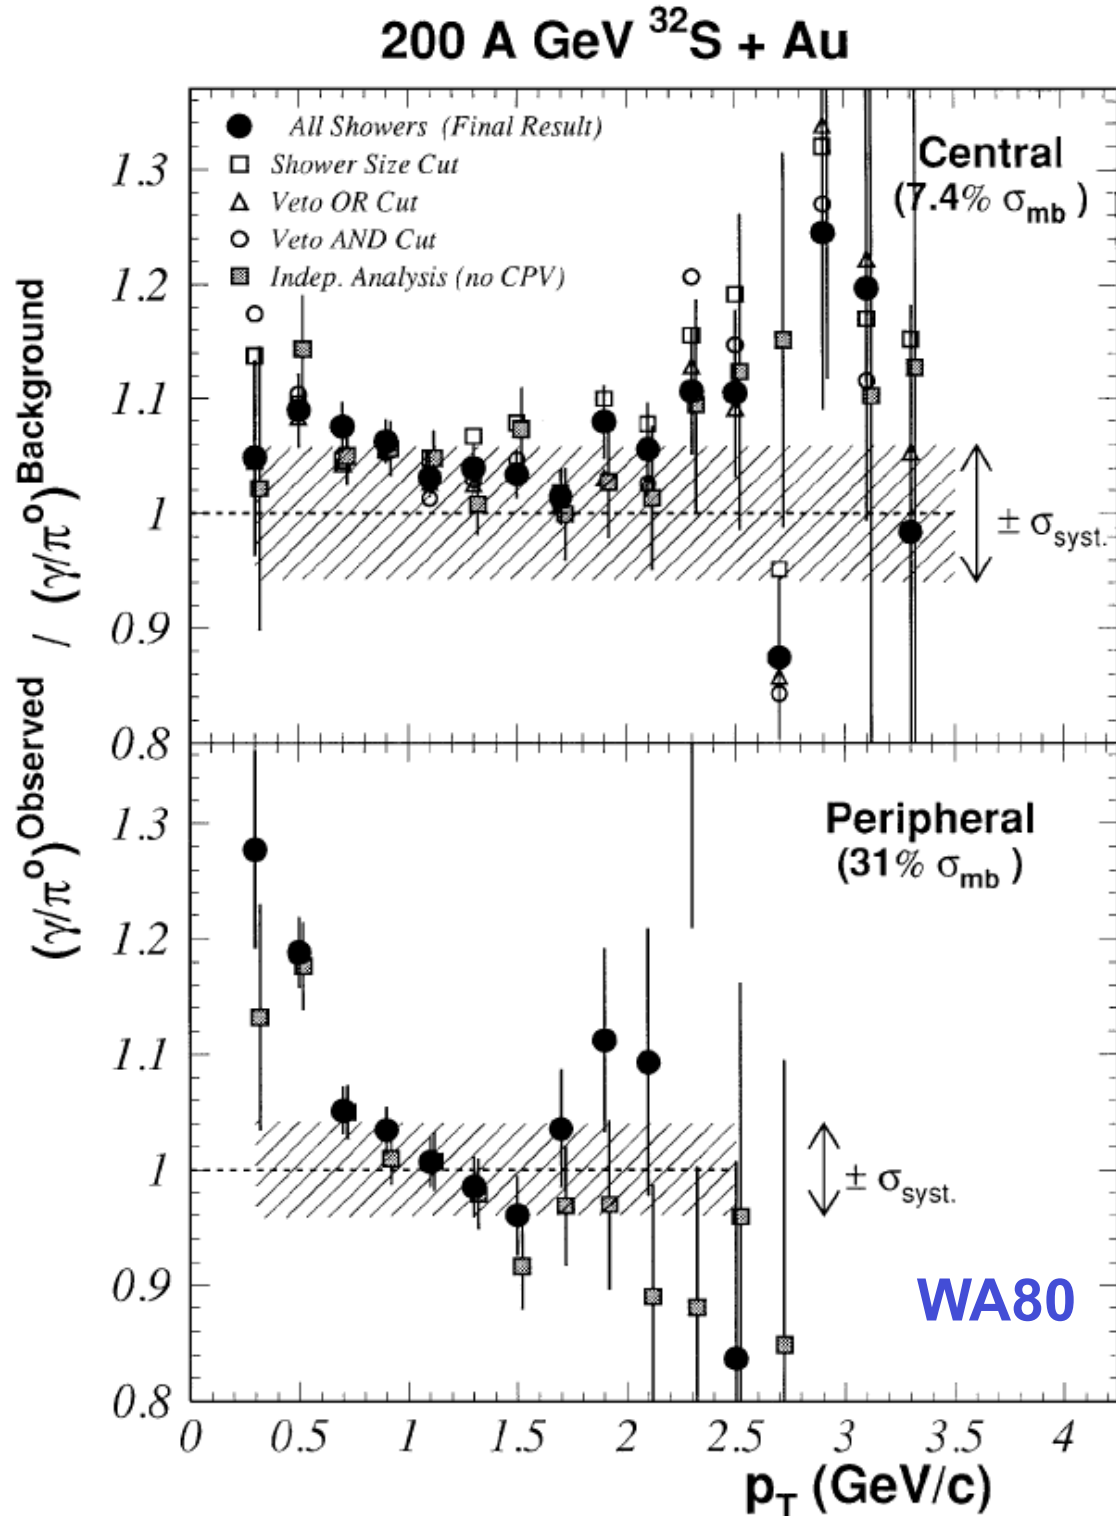 200 A GeV ³²S + Au
All Showers (Final Result)
Shower Size Cut
Veto OR Cut
Veto AND Cut
Indep. Analysis (no CPV)
Central
(7.4% σmb )
1.3
1.2
1.1
1
0.9
0.8
± σsyst.
(γ/π°)Observed / (γ/π°)Background
Peripheral
(31% σmb )
1.3
1.2
1.1
1
0.9
0.8
± σsyst.
WA80
0 0.5 1 1.5 2 2.5 3 3.5 4
pT (GeV/c)